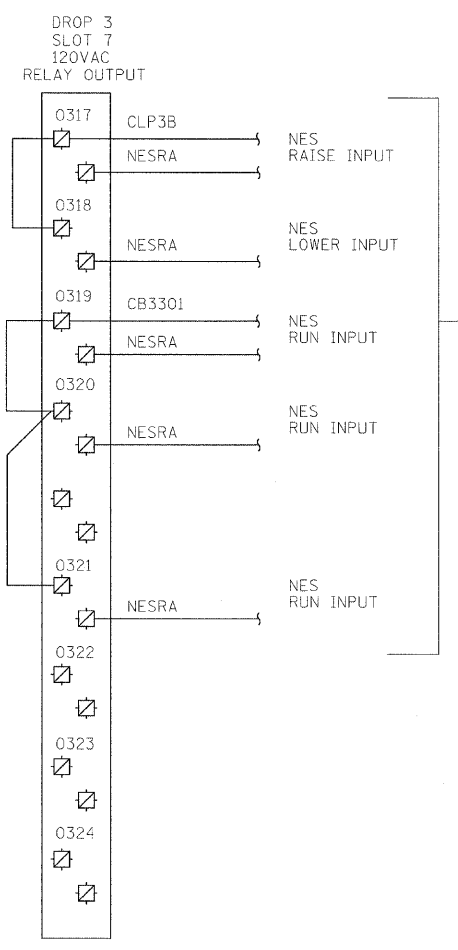 DROP 3
SLOT 7
120VAC
RELAY OUTPUT
0317
CLP3B
NES
RAISE INPUT
NESRA
0318
NES
LOWER INPUT
NESRA
0319
CB3301
NES
RUN INPUT
NESRA
0320
NES
RUN INPUT
NESRA
0321
NES
RUN INPUT
NESRA
0322
0323
0324